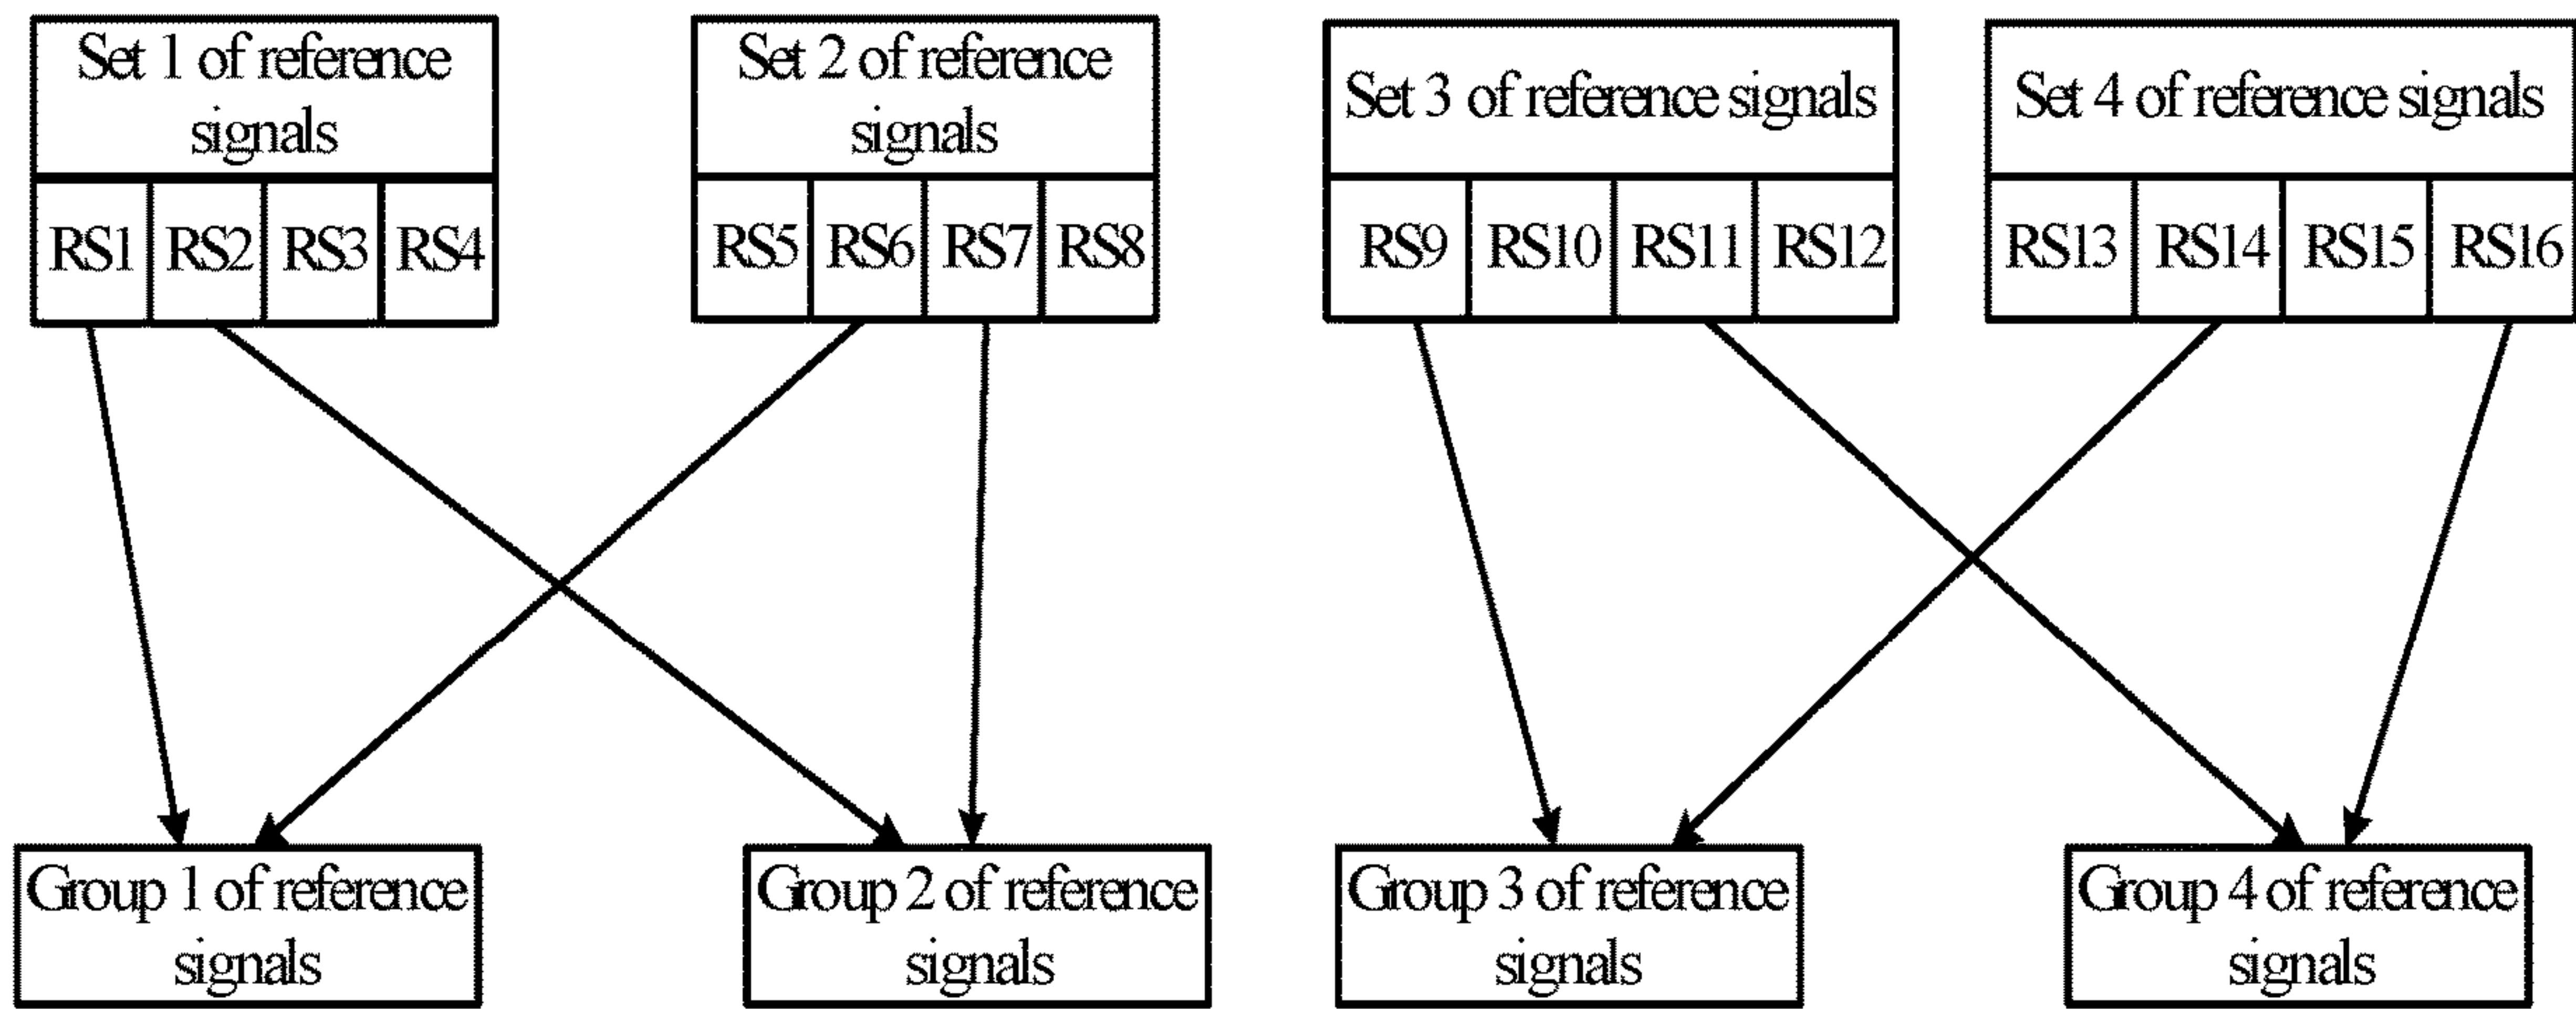 Set 1 of reference
signals
Set 2 of reference
signals
Set 3 of reference signals
Set 4 of reference signals
RS1 RS2 RS3 RS4
RS5 RS6 RS7 RS8
RS9 RS10 RS11 RS12
RS13 RS14 RS15 RS16
Group 1 of reference
signals
Group 2 of reference
signals
Group 3 of reference
signals
Group 4 of reference
signals